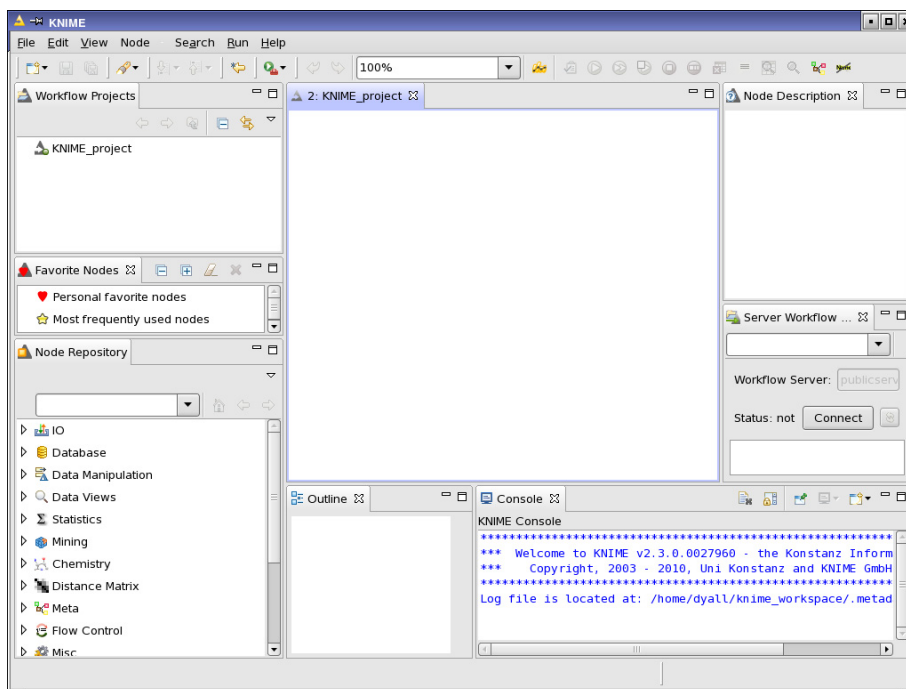 KNIME
File Edit View Node Search Run Help
100%
Workflow Projects
KNIME_project
Favorite Nodes
Personal favorite nodes
Most frequently used nodes
Node Repository
IO
Database
Data Manipulation
Data Views
Statistics
Mining
Chemistry
Distance Matrix
Meta
Flow Control
Misc
2: KNIME_project
Outline
Console
KNIME Console
**********************************************************
*** Welcome to KNIME v2.3.0.0027960 - the Konstanz Inform
*** Copyright, 2003 - 2010, Uni Konstanz and KNIME GmbH
**********************************************************
Log file is located at: /home/dyall/knime_workspace/.metad
Node Description
Server Workflow ...
Workflow Server: publicserv
Status: not Connect